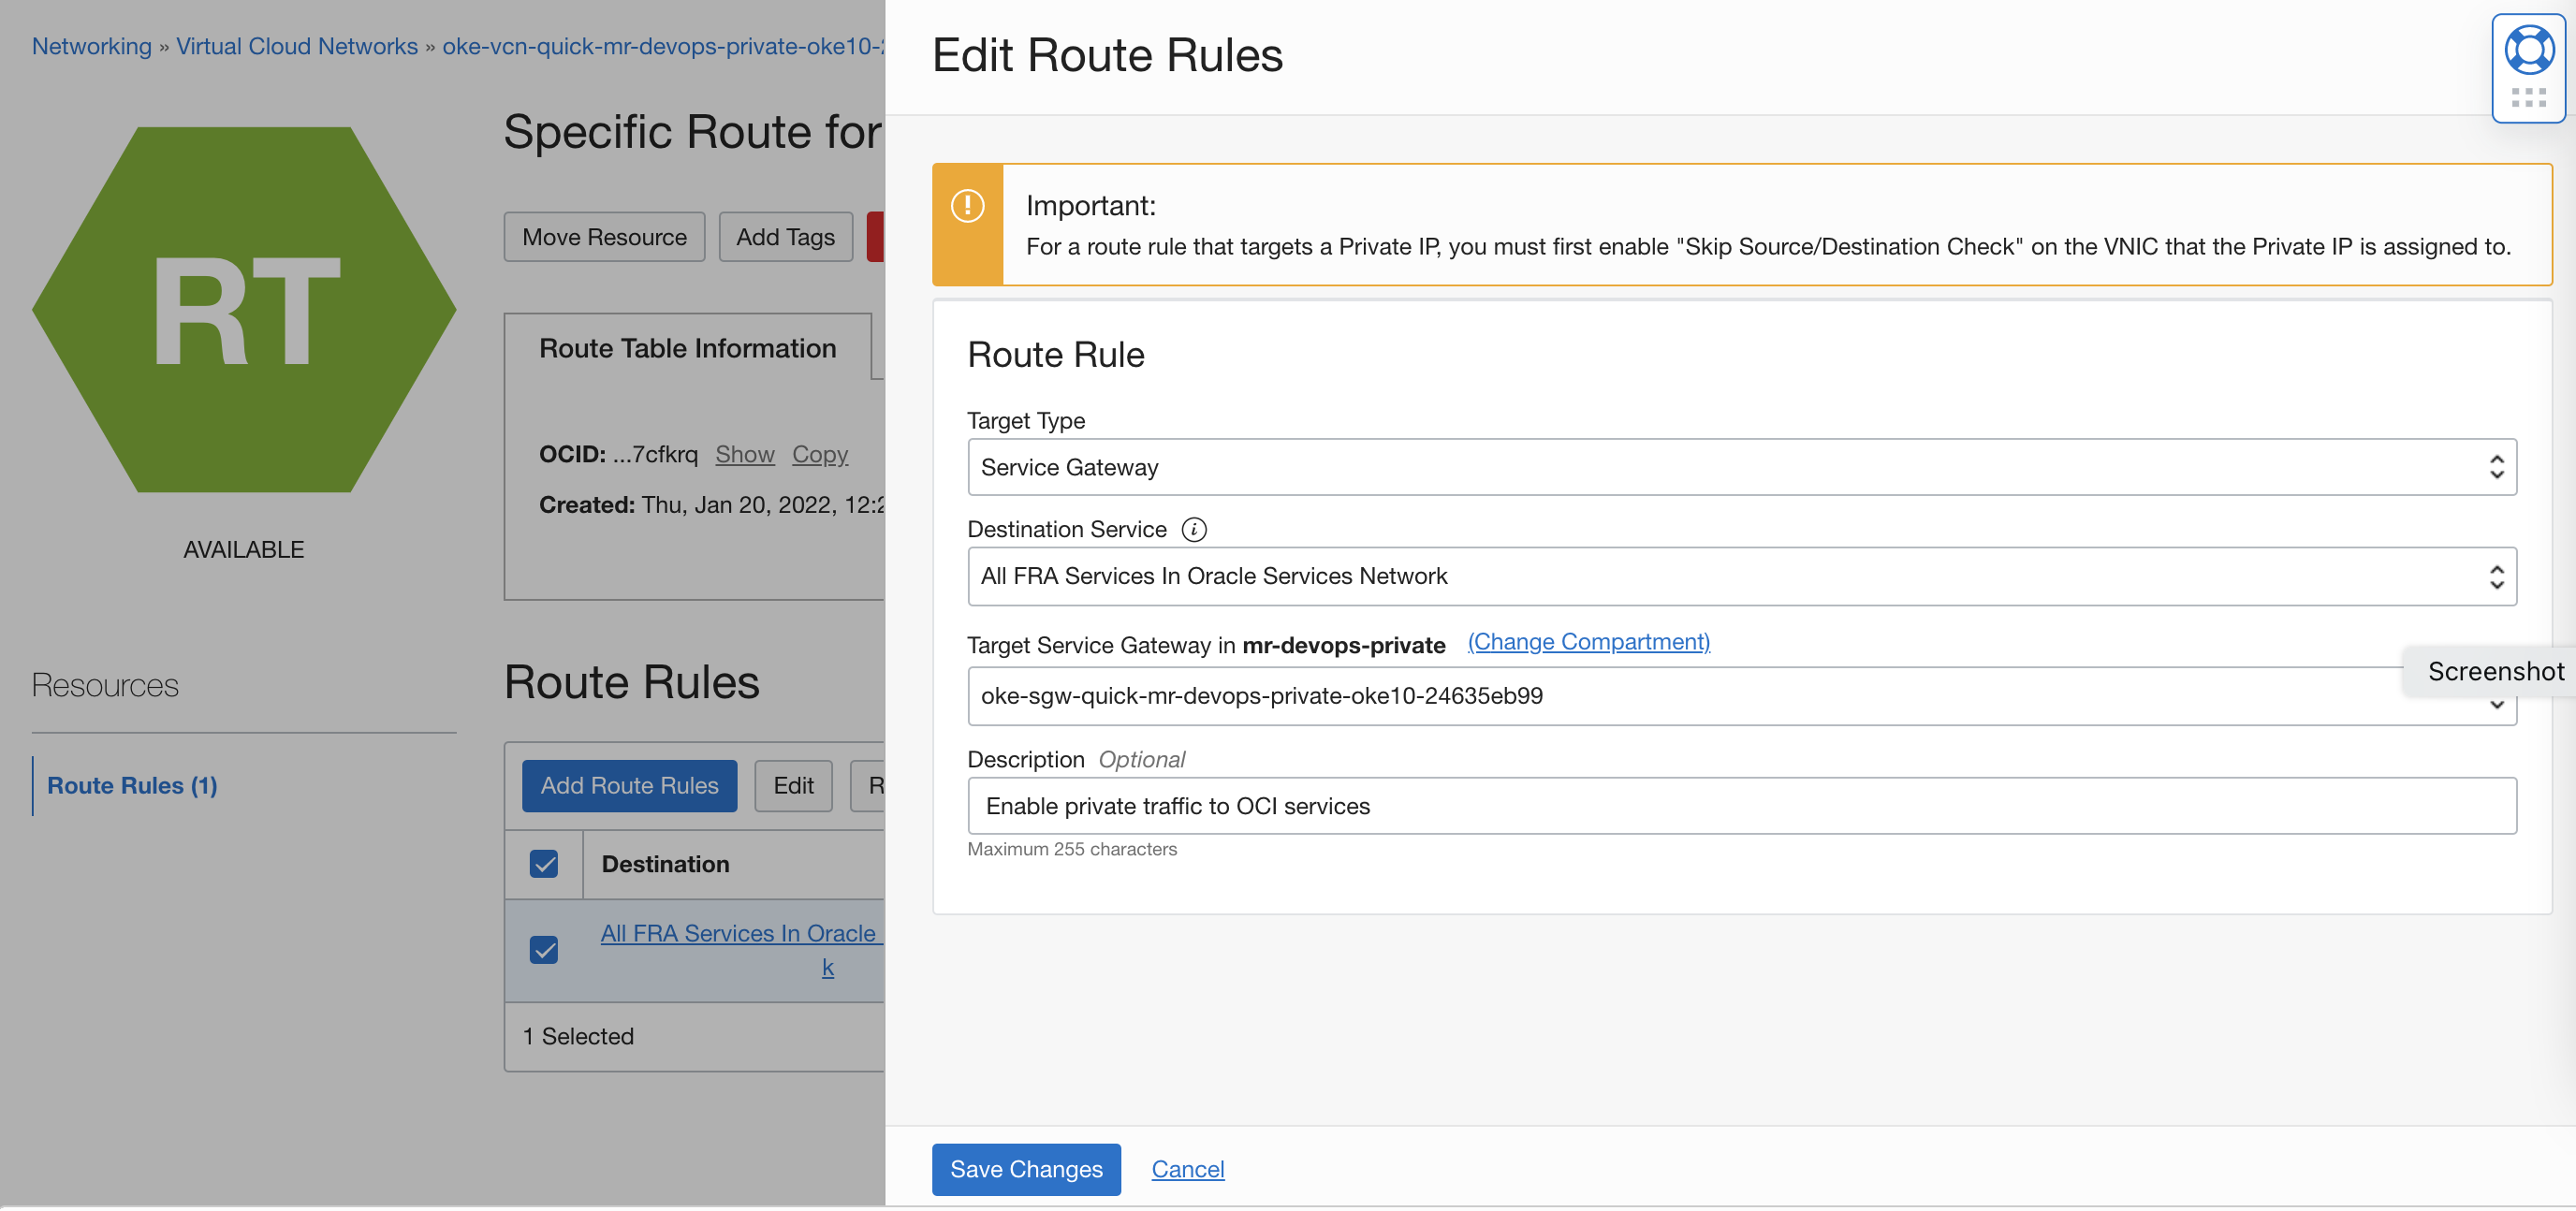 Networking » Virtual Cloud Networks » oke-vcn-quick-mr-devops-private-oke10-
RT
AVAILABLE
Resources
Route Rules (1)
Specific Route for
Move Resource
Add Tags
Route Table Information
OCID: ...7cfkrq Show Copy
Created: Thu, Jan 20, 2022, 12:2
Route Rules
Add Route Rules
Edit
R
Destination
All FRA Services In Oracle
k
1 Selected
Edit Route Rules
Important:
For a route rule that targets a Private IP, you must first enable "Skip Source/Destination Check" on the VNIC that the Private IP is assigned to.
Route Rule
Target Type
Service Gateway
Destination Service i
All FRA Services In Oracle Services Network
Target Service Gateway in mr-devops-private (Change Compartment)
Screenshot
oke-sgw-quick-mr-devops-private-oke10-24635eb99
Description Optional
Enable private traffic to OCI services
Maximum 255 characters
Save Changes
Cancel